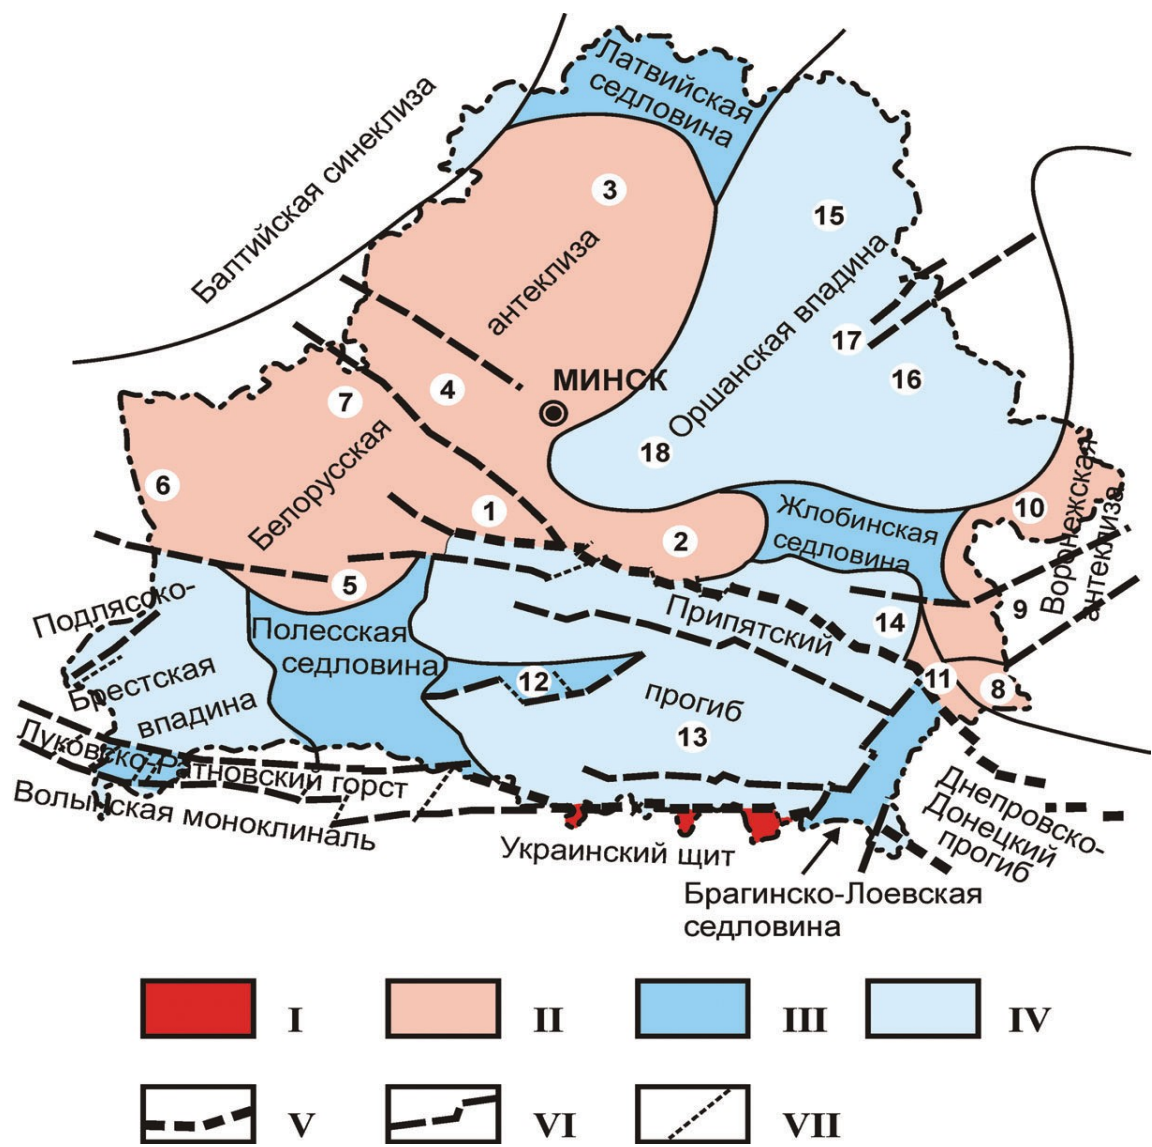 Латвийская
седловина
Балтийская синеклиза
3
15
антеклиза
Оршанская впадина
17
16
МИНСК
4
7
18
Белорусская
6
1
2
Жлобинская
седловина
10
Воронежская
антеклиза
9
5
Подлясско-
Брестская
впадина
Полесская
седловина
Припятский
прогиб
14
12
11
8
13
Луковско-Ратновский горст
Волынская моноклиналь
Украинский щит
Днепровско-
Донецкий
прогиб
Брагинско-Лоевская
седловина
I
II
III
IV
V
VI
VII